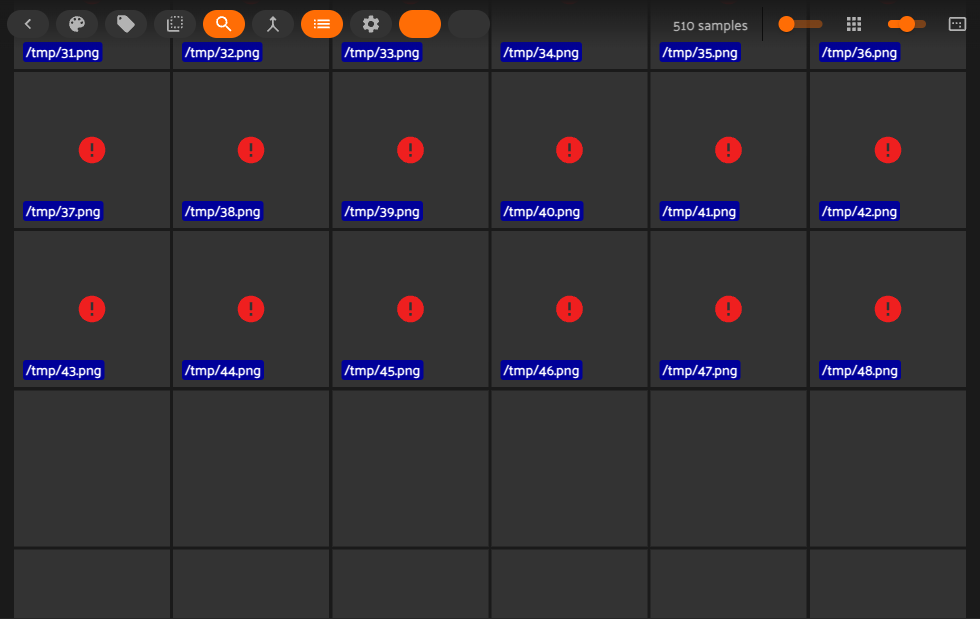 510 samples
/tmp/31.png /tmp/32.png /tmp/33.png /tmp/34.png /tmp/35.png /tmp/36.png
/tmp/37.png /tmp/38.png /tmp/39.png /tmp/40.png /tmp/41.png /tmp/42.png
/tmp/43.png /tmp/44.png /tmp/45.png /tmp/46.png /tmp/47.png /tmp/48.png